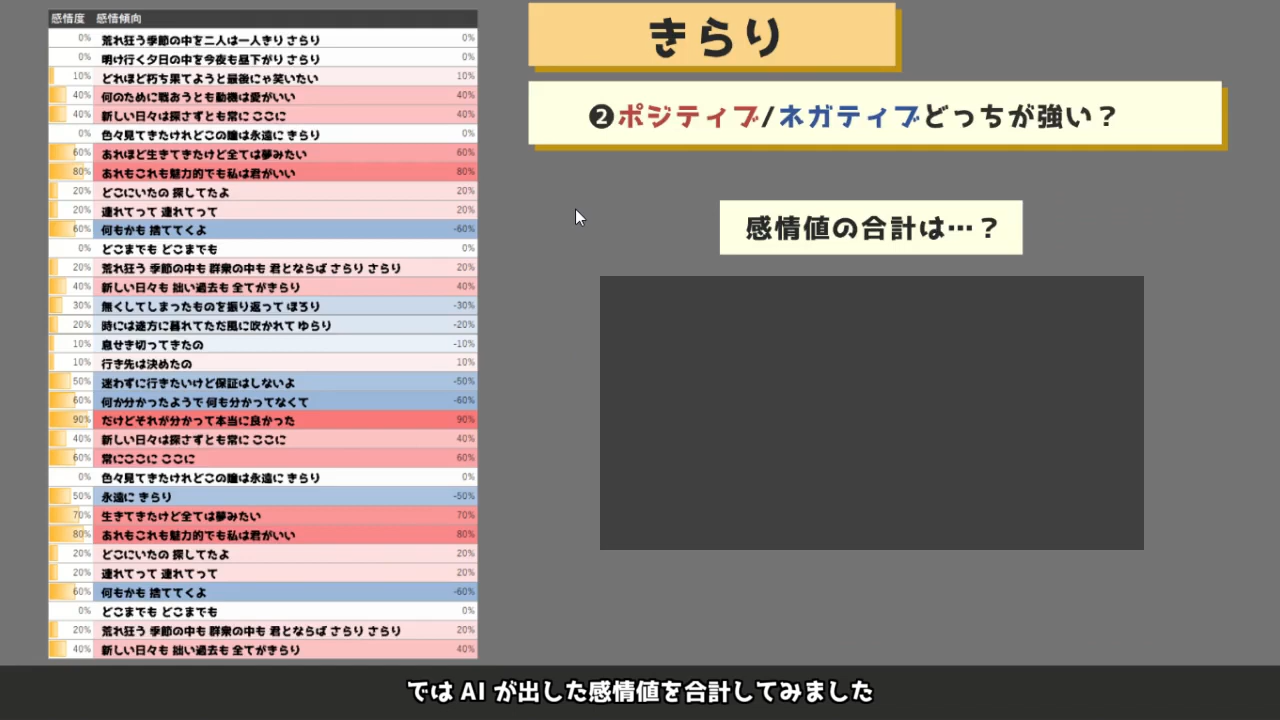 感情度 感情傾向
0% 荒れ狂う季節の中を二人は一人きり さらり 0%
0% 明け行く夕日の中を今夜も昼下がり さらり 0%
10% どれほど朽ち果てようと最後にゃ笑いたい 10%
40% 何のために戦おうとも動機は愛がいい 40%
40% 新しい日々は探さずとも常に ここに 40%
0% 色々見てきたけれどこの瞳は永遠に きらり 0%
60% あれほど生きてきたけど全ては夢みたい 60%
80% あれもこれも魅力的でも私は君がいい 80%
20% どこにいたの 探してたよ 20%
20% 連れてって 連れてって 20%
60% 何もかも 捨ててくよ -60%
0% どこまでも どこまでも 0%
20% 荒れ狂う 季節の中も 群衆の中も 君とならば さらり さらり 20%
40% 新しい日々も 拙い過去も 全てがきらり 40%
30% 無くしてしまったものを振り返って ほろり -30%
20% 時には途方に暮れてただ風に吹かれて ゆらり -20%
10% 息せき切ってきたの -10%
10% 行き先は決めたの 10%
50% 迷わずに行きたいけど保証はしないよ -50%
60% 何か分かったようで 何も分かってなくて -60%
90% だけどそれが分かって本当に良かった 90%
40% 新しい日々は探さずとも常に ここに 40%
60% 常にここに ここに 60%
0% 色々見てきたけれどこの瞳は永遠に きらり 0%
50% 永遠に きらり -50%
70% 生きてきたけど全ては夢みたい 70%
80% あれもこれも魅力的でも私は君がいい 80%
20% どこにいたの 探してたよ 20%
20% 連れてって 連れてって 20%
60% 何もかも 捨ててくよ -60%
0% どこまでも どこまでも 0%
20% 荒れ狂う 季節の中も 群衆の中も 君とならば さらり さらり 20%
40% 新しい日々も 拙い過去も 全てがきらり 40%
きらり
❷ポジティブ/ネガティブどっちが強い？
感情値の合計は…？
では AI が出した感情値を合計してみました